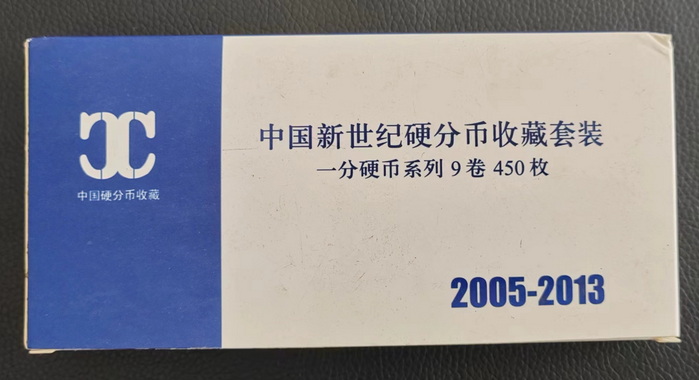 中国硬分币收藏
中国新世纪硬分币收藏套装
一分硬币系列 9 卷 450 枚
2005-2013